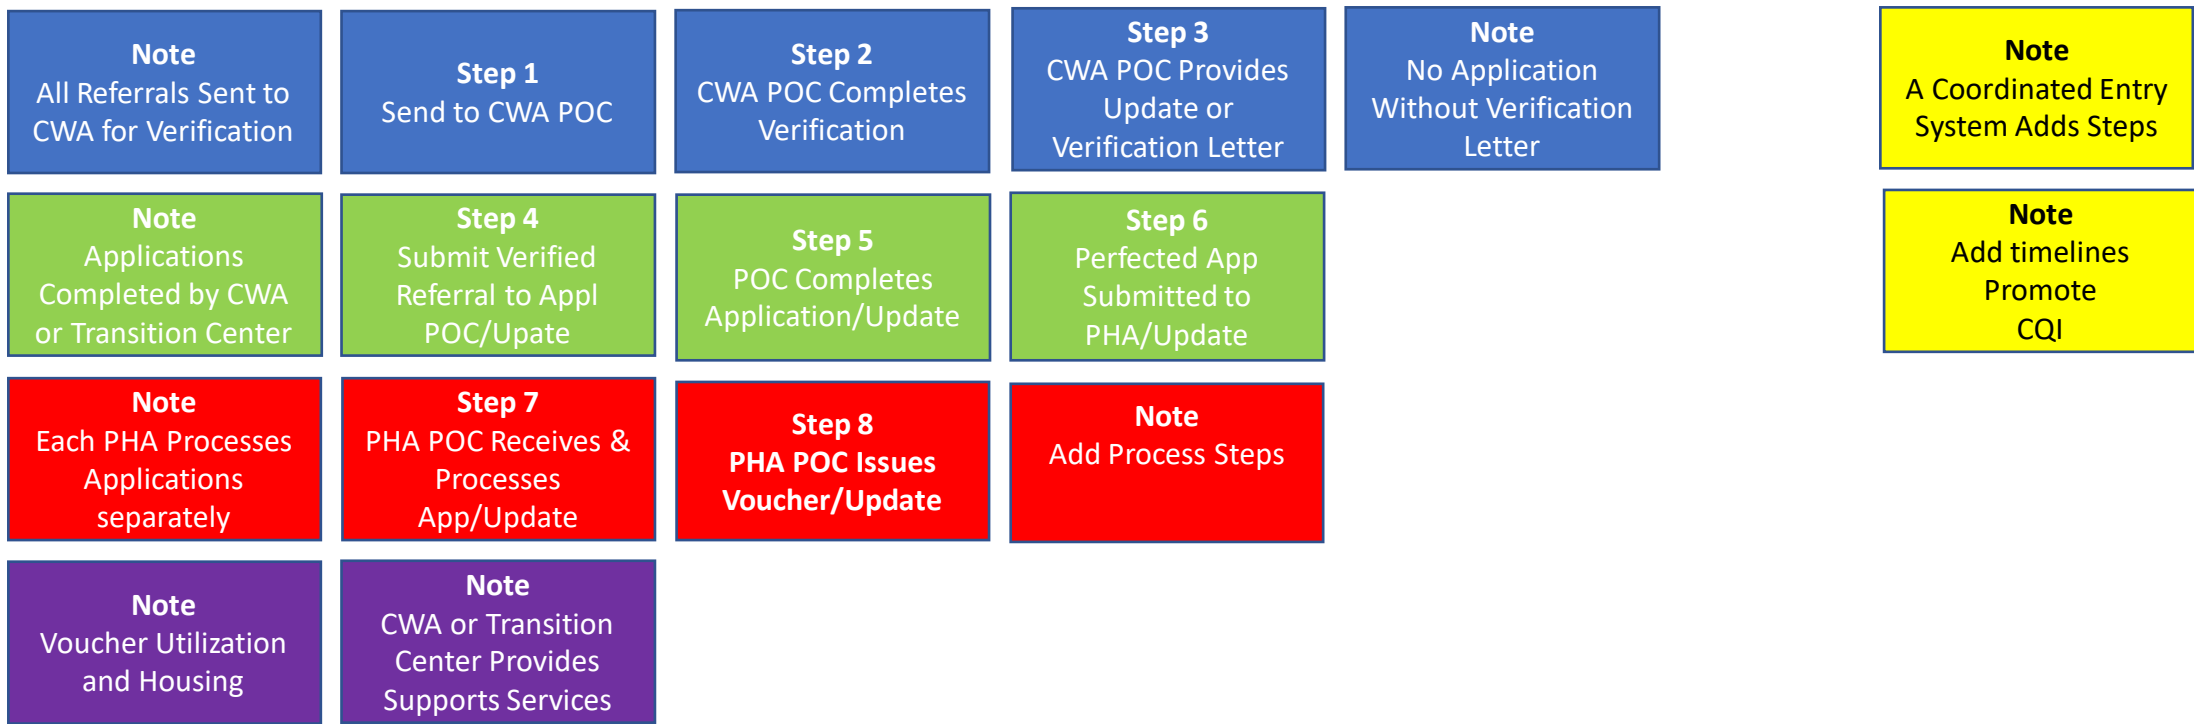 Note
All Referrals Sent to
CWA for Verification
Step 1
Send to CWA POC
Step 2
CWA POC Completes
Verification
Step 3
CWA POC Provides
Update or
Verification Letter
Note
No Application
Without Verification
Letter
Note
A Coordinated Entry
System Adds Steps
Note
Applications
Completed by CWA
or Transition Center
Step 4
Submit Verified
Referral to Appl
POC/Upate
Step 5
POC Completes
Application/Update
Step 6
Perfected App
Submitted to
PHA/Update
Note
Add timelines
Promote
CQI
Note
Each PHA Processes
Applications
separately
Step 7
PHA POC Receives &
Processes
App/Update
Step 8
PHA POC Issues
Voucher/Update
Note
Add Process Steps
Note
Voucher Utilization
and Housing
Note
CWA or Transition
Center Provides
Supports Services